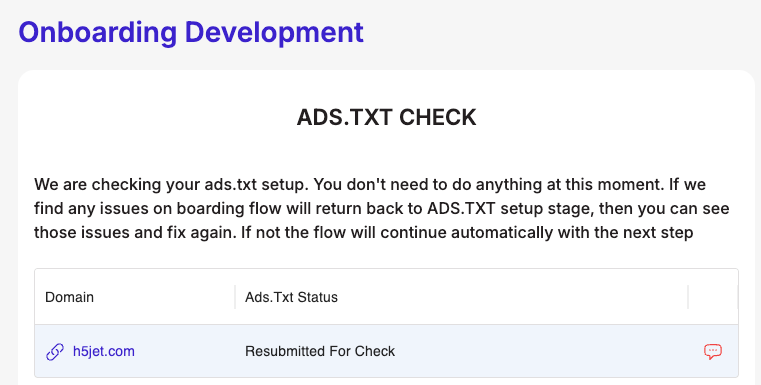 Onboarding Development
ADS.TXT CHECK
We are checking your ads.txt setup. You don't need to do anything at this moment. If we
find any issues on boarding flow will return back to ADS.TXT setup stage, then you can see
those issues and fix again. If not the flow will continue automatically with the next step
Domain Ads.Txt Status
h5jet.com Resubmitted For Check